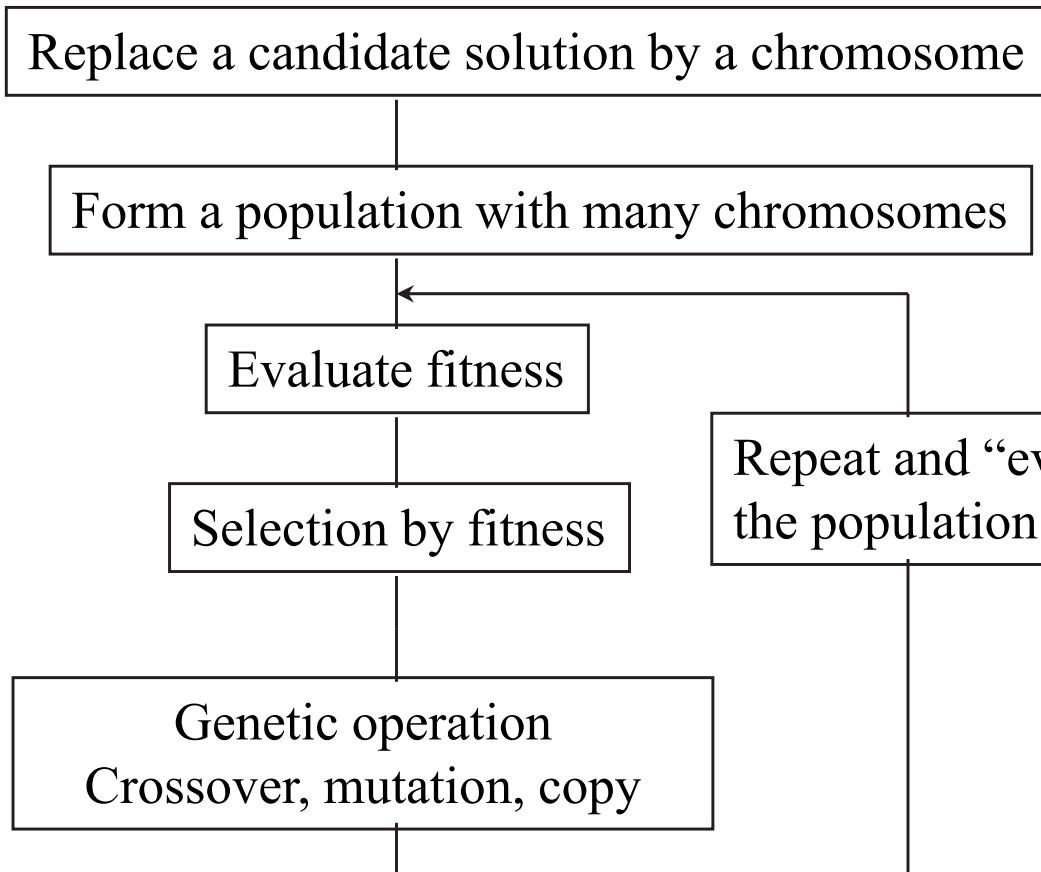 Replace a candidate solution by a chromosome
Form a population with many chromosomes
Evaluate fitness
Repeat and
the population
Selection by fitness
Genetic operation
Crossover, mutation, copy